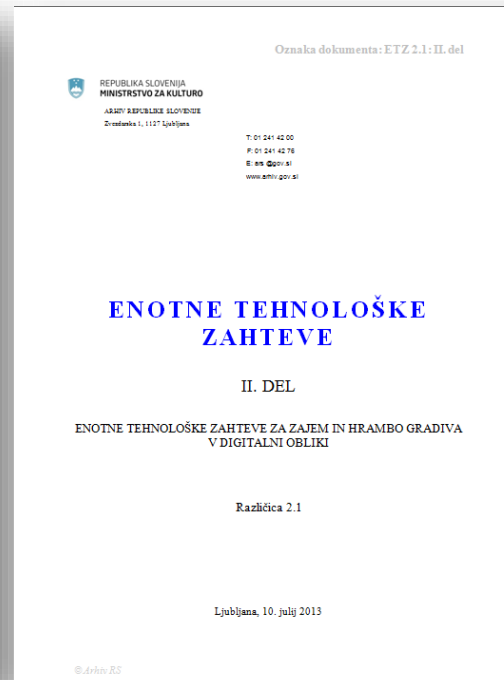 Oznaka dokumenta: ETZ 2.1: II. del
REPUBLIKA SLOVENIJA
MINISTRSTVO ZA KULTURO
ARHIV REPUBLIKE SLOVENIJE
Zvezdarska 1, 1127 Ljubljana
T: 01 241 42 00
F: 01 241 42 76
E: ars @gov.si
www.arhiv.gov.si
ENOTNE TEHNOLOŠKE
ZAHTEVE
II. DEL
ENOTNE TEHNOLOŠKE ZAHTEVE ZA ZAJEM IN HRAMBO GRADIVA
V DIGITALNI OBLIKI
Različica 2.1
Ljubljana, 10. julij 2013
© Arhiv RS